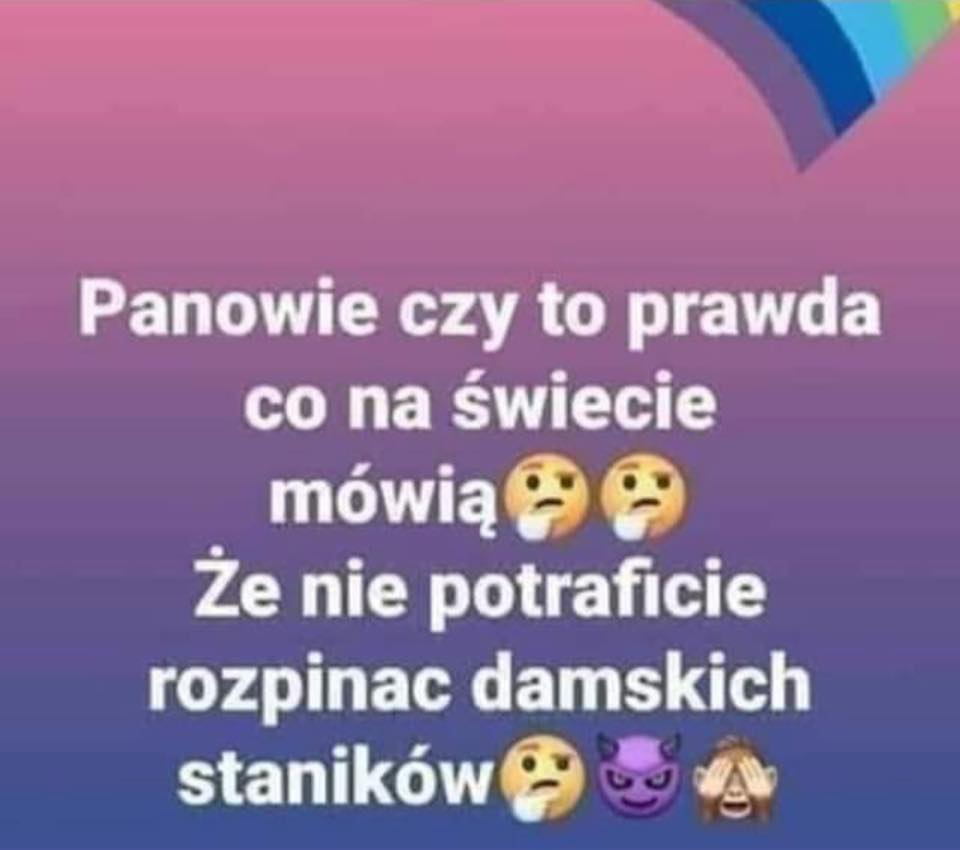 Panowie czy to prawda
co na świecie
mówią🤔🤔
Że nie potraficie
rozpinac damskich
staników🤔😈🙈